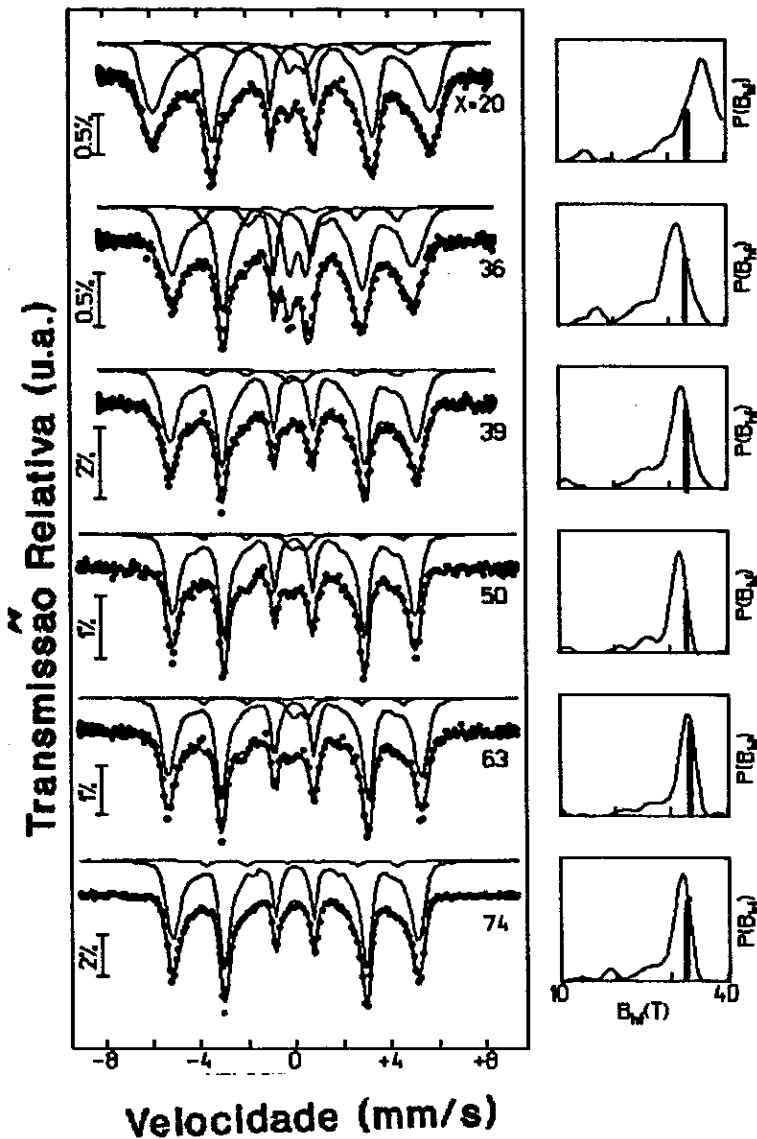 Transmissão Relativa (u.a.)
X=20
0.5%
36
0.5%
39
2%
50
1%
63
1%
74
2%
-8 -4 0 +4 +8
Velocidade (mm/s)
P(B_hf)
P(B_hf)
P(B_hf)
P(B_hf)
P(B_hf)
P(B_hf)
10 40
B_hf(T)